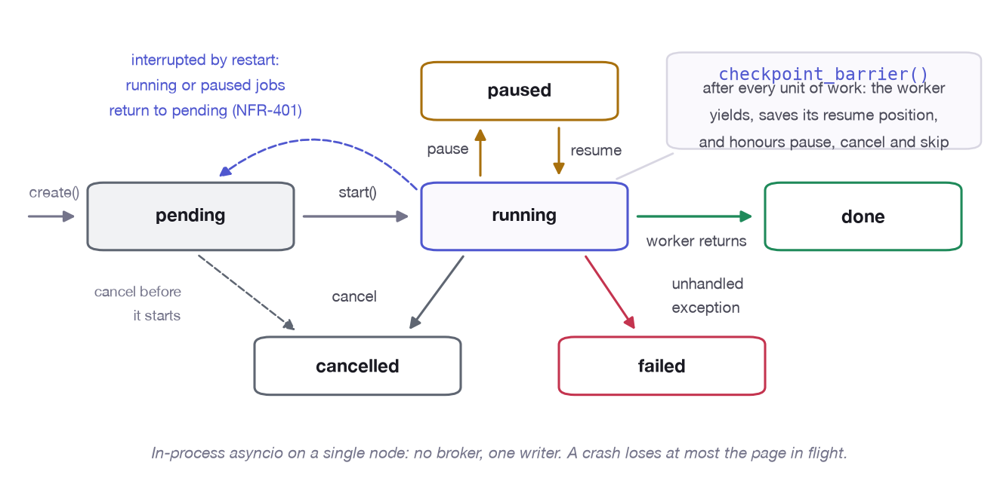 interrupted by restart:
running or paused jobs
return to pending (NFR-401)
paused
checkpoint_barrier()
after every unit of work: the worker
yields, saves its resume position,
and honours pause, cancel and skip
pause
resume
create()
pending
start()
running
worker returns
done
cancel before
it starts
cancel
unhandled
exception
cancelled
failed
In-process asyncio on a single node: no broker, one writer. A crash loses at most the page in flight.